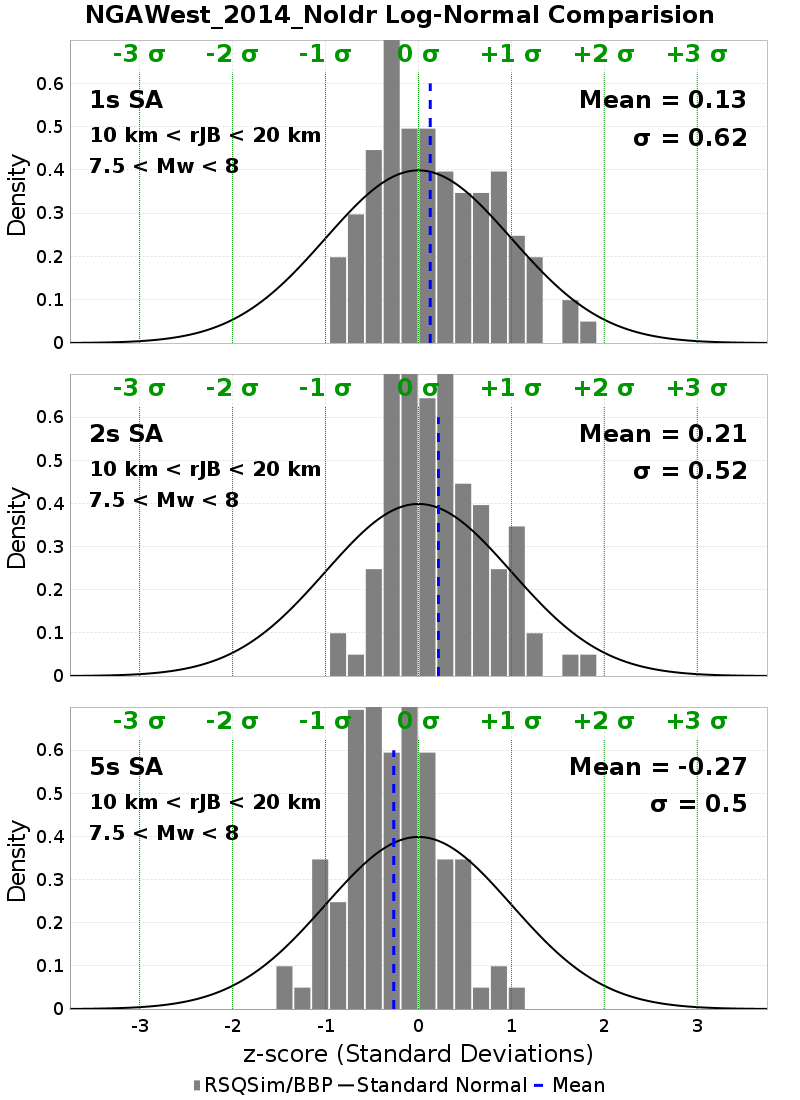 NGAWest_2014_NoIdr Log-Normal Comparision
-3 σ -2 σ -1 σ 0 σ +1 σ +2 σ +3 σ
1s SA
10 km < rJB < 20 km
7.5 < Mw < 8
Mean = 0.13
σ = 0.62
Density
0.6
0.5
0.4
0.3
0.2
0.1
0
-3 σ -2 σ -1 σ 0 σ +1 σ +2 σ +3 σ
2s SA
10 km < rJB < 20 km
7.5 < Mw < 8
Mean = 0.21
σ = 0.52
Density
0.6
0.5
0.4
0.3
0.2
0.1
0
-3 σ -2 σ -1 σ 0 σ +1 σ +2 σ +3 σ
5s SA
10 km < rJB < 20 km
7.5 < Mw < 8
Mean = -0.27
σ = 0.5
Density
0.6
0.5
0.4
0.3
0.2
0.1
0
-3 -2 -1 0 1 2 3
z-score (Standard Deviations)
RSQSim/BBP Standard Normal Mean